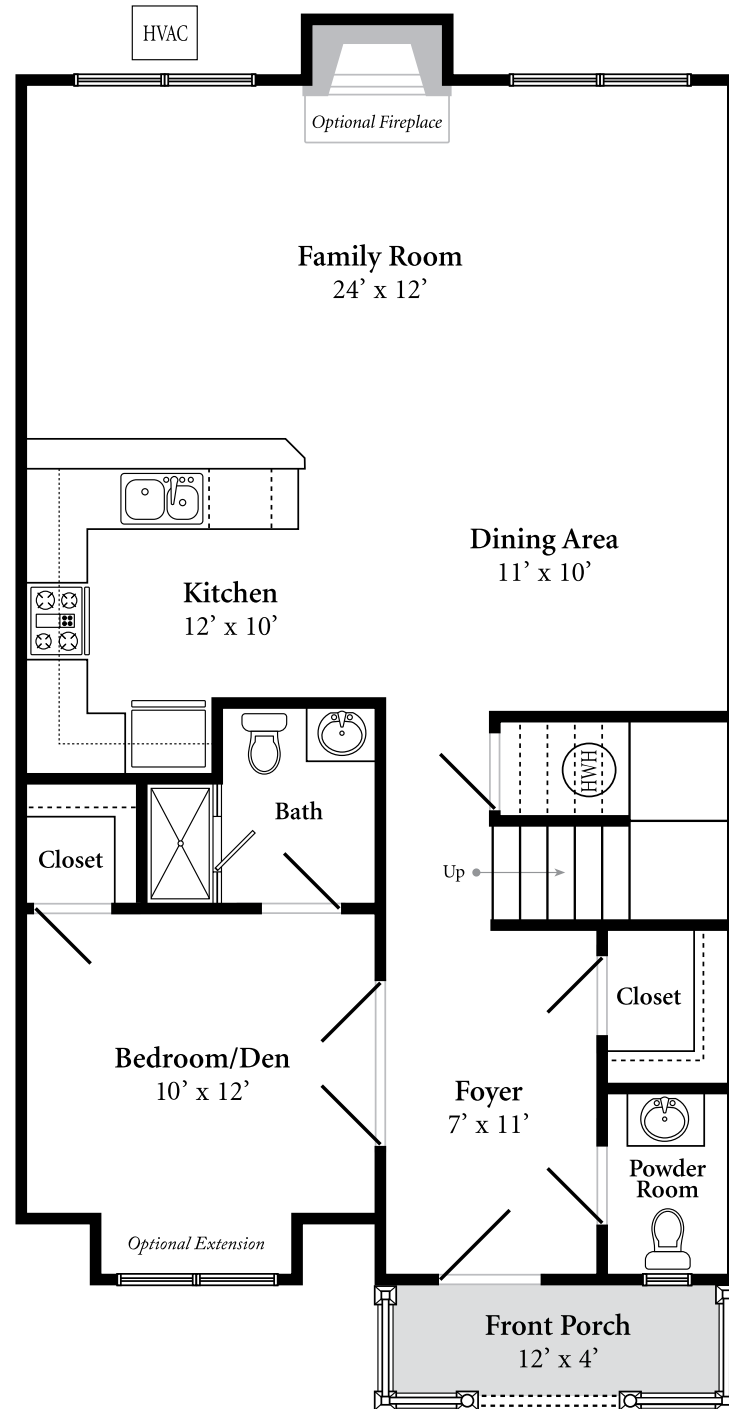 HVAC
Optional Fireplace
Family Room
24’ x 12’
Dining Area
11’ x 10’
Kitchen
12’ x 10’
HWH
Bath
Closet
Up
Closet
Bedroom/Den
10’ x 12’
Foyer
7’ x 11’
Powder
Room
Optional Extension
Front Porch
12’ x 4’